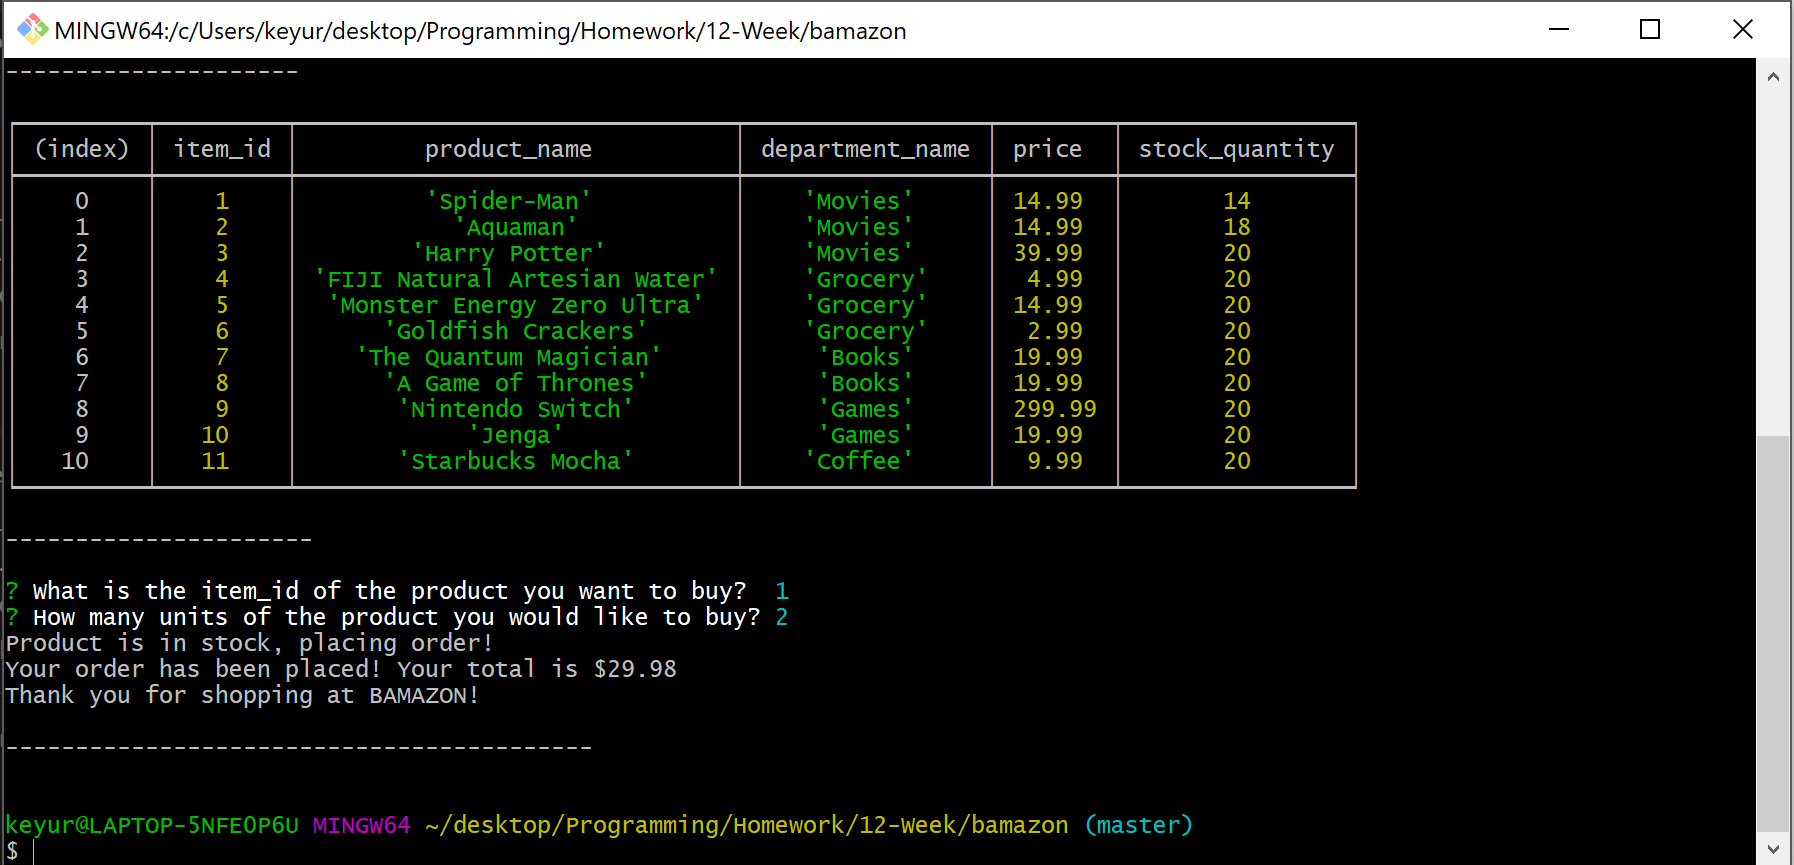 MINGW64:/c/Users/keyur/desktop/Programming/Homework/12-Week/bamazon
---------------------
(index) item_id product_name department_name price stock_quantity
0 1 'Spider-Man' 'Movies' 14.99 14
1 2 'Aquaman' 'Movies' 14.99 18
2 3 'Harry Potter' 'Movies' 39.99 20
3 4 'FIJI Natural Artesian Water' 'Grocery' 4.99 20
4 5 'Monster Energy Zero Ultra' 'Grocery' 14.99 20
5 6 'Goldfish Crackers' 'Grocery' 2.99 20
6 7 'The Quantum Magician' 'Books' 19.99 20
7 8 'A Game of Thrones' 'Books' 19.99 20
8 9 'Nintendo Switch' 'Games' 299.99 20
9 10 'Jenga' 'Games' 19.99 20
10 11 'Starbucks Mocha' 'Coffee' 9.99 20
----------------------
? What is the item_id of the product you want to buy? 1
? How many units of the product you would like to buy? 2
Product is in stock, placing order!
Your order has been placed! Your total is $29.98
Thank you for shopping at BAMAZON!
------------------------------------------
keyur@LAPTOP-5NFEOP6U MINGW64 ~/desktop/Programming/Homework/12-Week/bamazon (master)
$